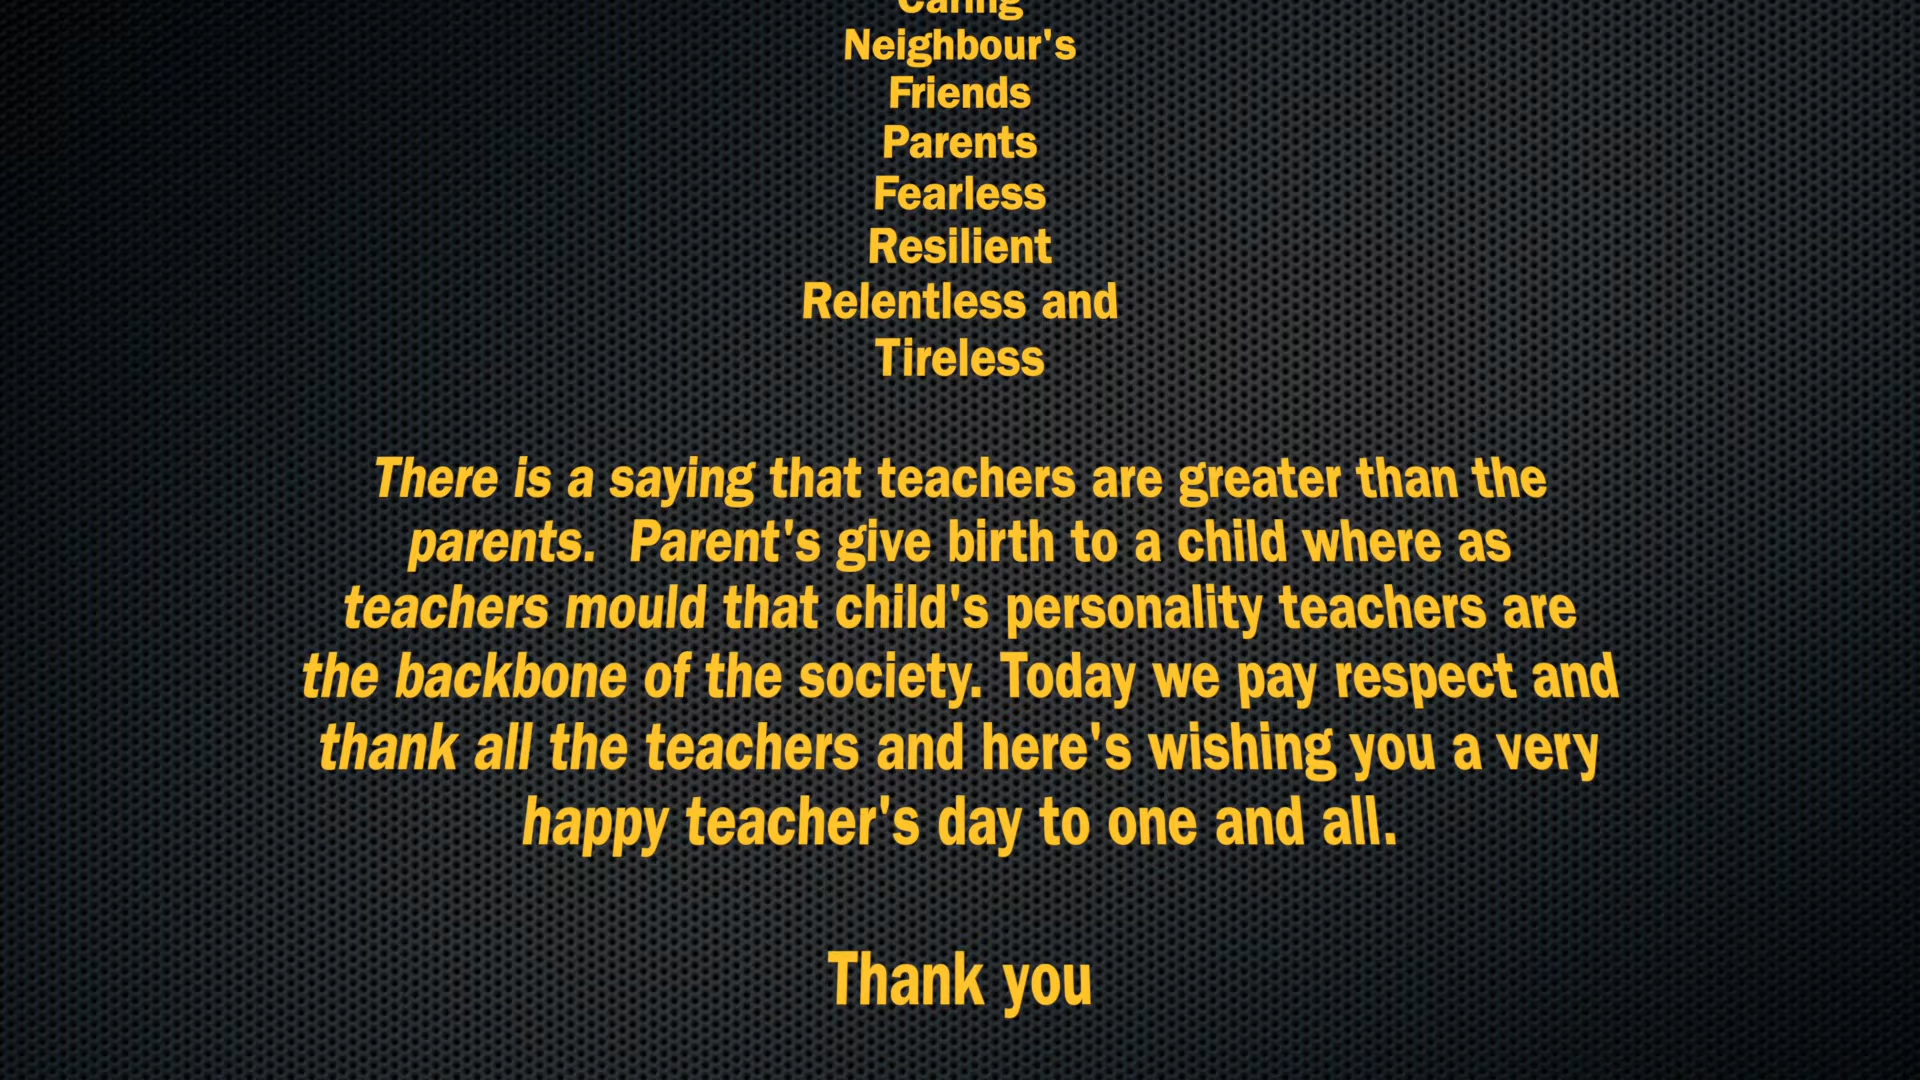 Caring
Neighbour's
Friends
Parents
Fearless
Resilient
Relentless and
Tireless
There is a saying that teachers are greater than the
parents.  Parent's give birth to a child where as
teachers mould that child's personality teachers are
the backbone of the society. Today we pay respect and
thank all the teachers and here's wishing you a very
happy teacher's day to one and all.
Thank you